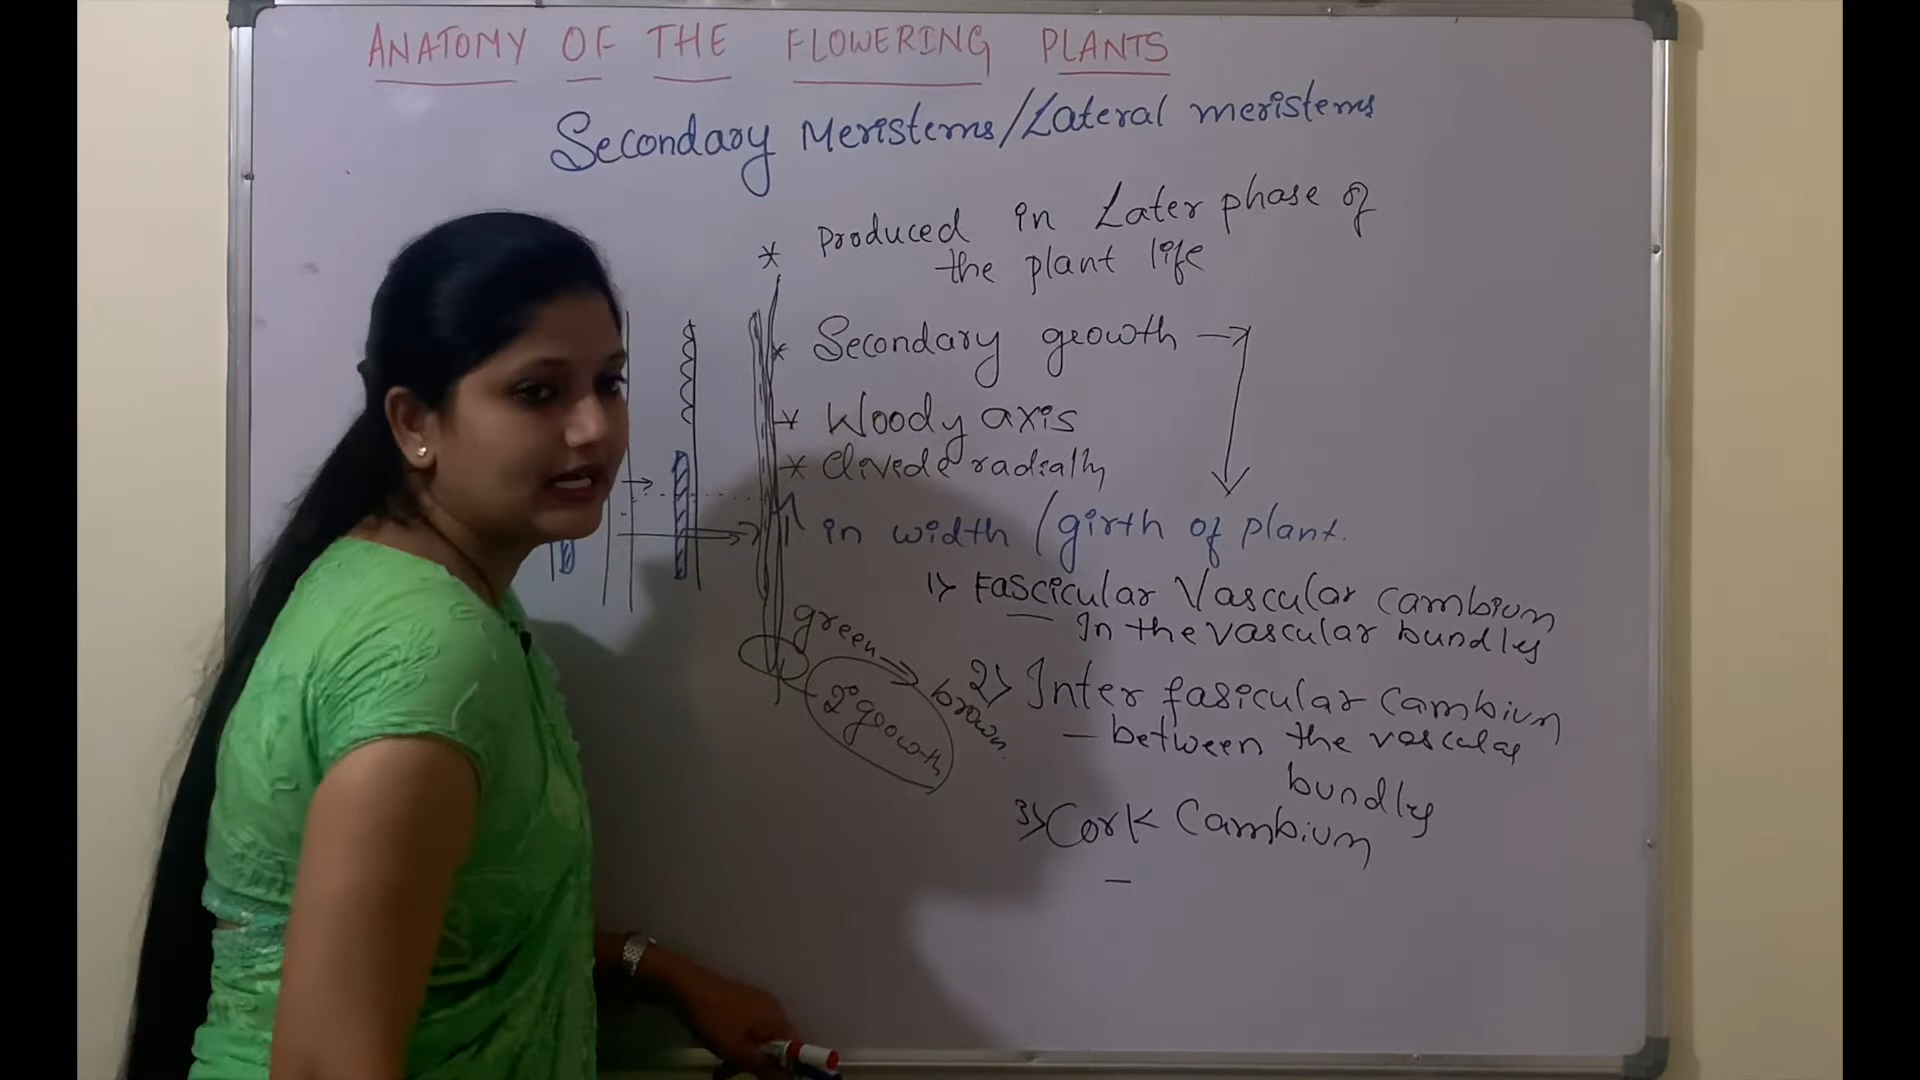 ANATOMY OF THE FLOWERING PLANTS
Secondary Meristems/Lateral meristems
* Produced in Later phase of
the plant life
* Secondary growth →
* Woody axis
* devede radially
↑ in width / girth of plant.
1> Fascicular Vascular cambium
— In the vascular bundles
green → brown
2° growth
2> Inter fasicular cambium
— between the vascular
bundles
3> Cork Cambium
—